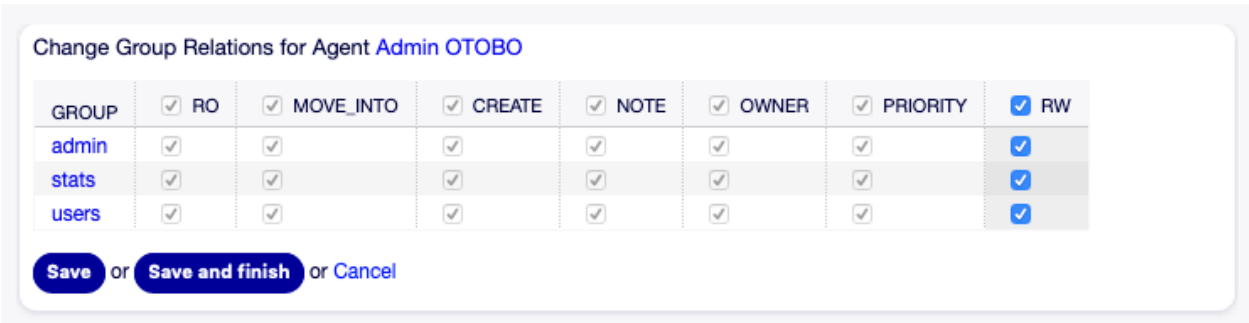 Change Group Relations for Agent Admin OTOBO
GROUP RO MOVE_INTO CREATE NOTE OWNER PRIORITY RW
admin
stats
users
Save or Save and finish or Cancel